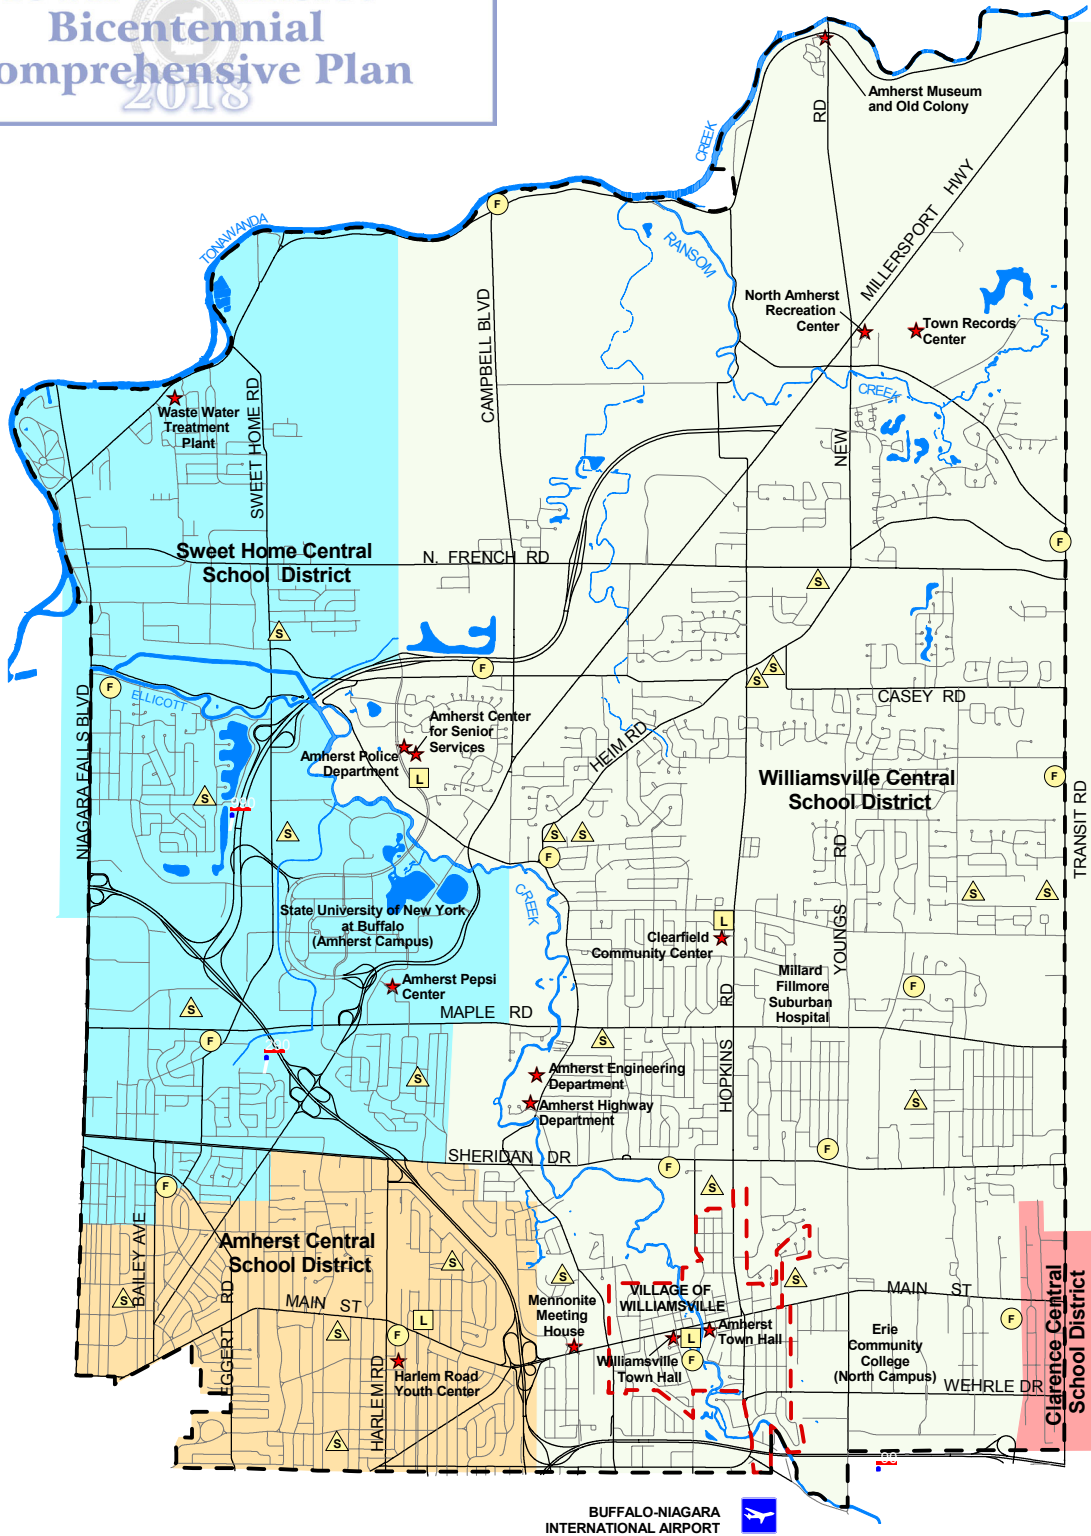 Bicentennial
omprehensive Plan
2018
Amherst Museum
and Old Colony
RD
CREEK
MILLERSPORT HWY
TONAWANDA
RANSOM
North Amherst
Recreation
Center
Town Records
Center
CAMPBELL BLVD
CREEK
Waste Water
Treatment
Plant
SWEET HOME RD
NEW
F
F
Sweet Home Central
School District
N. FRENCH RD
S
S
S
S
F
F
ELLICOTT
CASEY RD
NIAGARA FALLS BLVD
Amherst Center
for Senior
Services
Amherst Police
Department
L
HEIM RD
Williamsville Central
School District
F
TRANSIT RD
S
S
S
S
F
YOUNGS RD
S
S
CREEK
State University of New York
at Buffalo
(Amherst Campus)
L
Clearfield
Community Center
Millard
Fillmore
Suburban
Hospital
F
Amherst Pepsi
Center
S
MAPLE RD
HOPKINS RD
F
S
S
Amherst Engineering
Department
S
Amherst Highway
Department
SHERIDAN DR
F
F
F
S
BAILEY AVE
Amherst Central
School District
S
S
S
S
EGGERT RD
MAIN ST
L
F
S
Mennonite
Meeting
House
VILLAGE OF
WILLIAMSVILLE
MAIN ST
F
Amherst
Town Hall
L
F
Williamsville
Town Hall
Erie
Community
College
(North Campus)
WEHRLE DR
Clarence Central
School District
HARLEM RD
Harlem Road
Youth Center
S
BUFFALO-NIAGARA
INTERNATIONAL AIRPORT